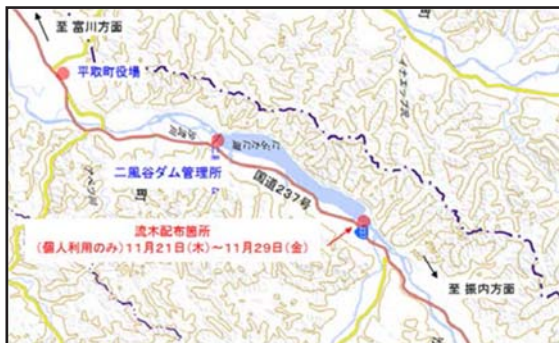 至 富川方面
平取町役場
二風谷ダム管理所
国道237号
流木配布箇所
(個人利用のみ)11月21日(木)～11月29日(金)
至 振内方面
町
町